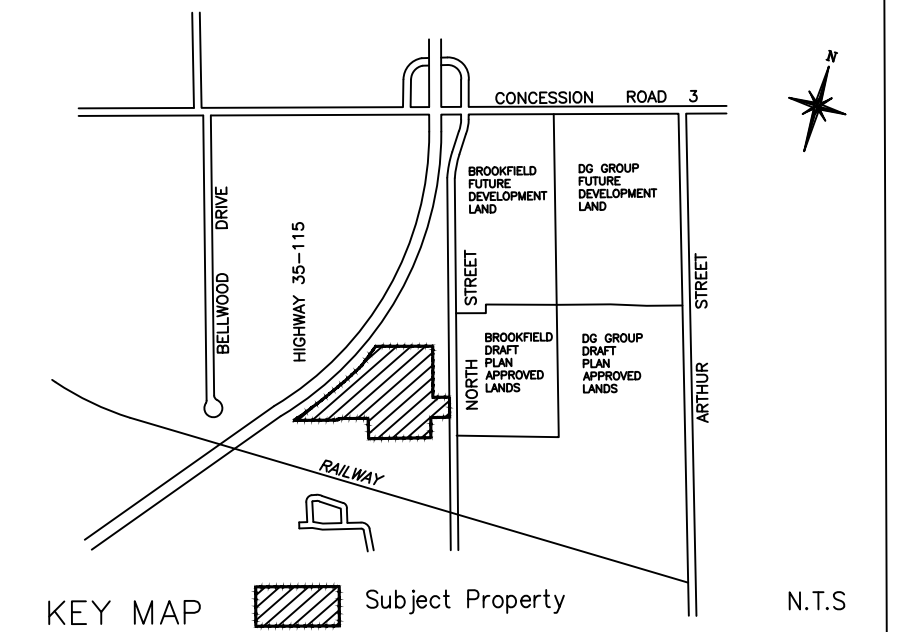 N
CONCESSION ROAD 3
BROOKFIELD
FUTURE
DEVELOPMENT
LAND
DG GROUP
FUTURE
DEVELOPMENT
LAND
BELLWOOD DRIVE
HIGHWAY 35-115
NORTH STREET
ARTHUR STREET
BROOKFIELD
DRAFT
PLAN
APPROVED
LANDS
DG GROUP
DRAFT
PLAN
APPROVED
LANDS
RAILWAY
KEY MAP
Subject Property
N.T.S